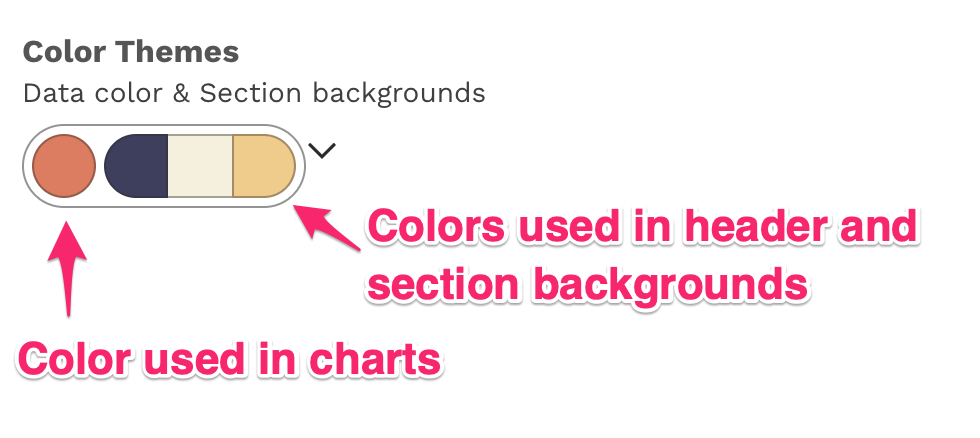 Color Themes
Data color & Section backgrounds
Colors used in header and
section backgrounds
Color used in charts